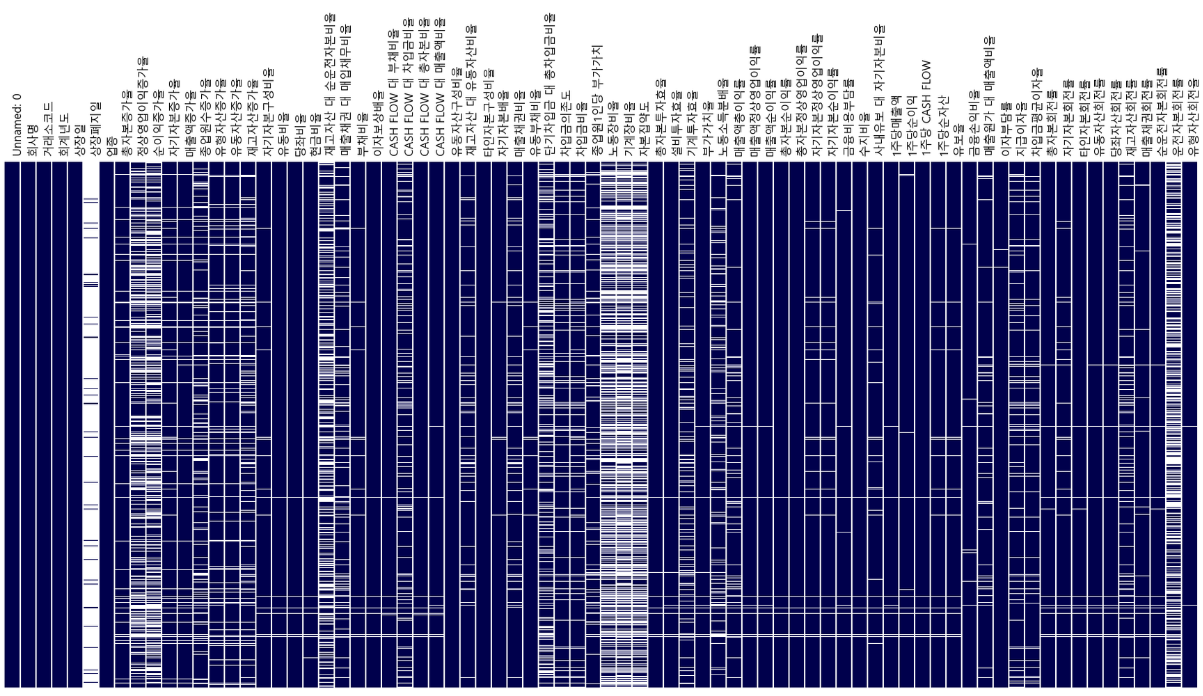 Unnamed: 0
회사명
거래소코드
회계년도
상장일
상장폐지일
업종
총자본증가율
정상영업이익증가율
순이익증가율
자기자본증가율
매출액증가율
종업원수증가율
유형자산증가율
유동자산증가율
재고자산증가율
자기자본구성비율
유동비율
당좌비율
현금비율
재고자산 대 순운전자본비율
매출채권 대 매입채무비율
부채비율
이자보상배율
CASH FLOW 대 부채비율
CASH FLOW 대 차입금비율
CASH FLOW 대 총자본비율
CASH FLOW 대 매출액비율
유동자산구성비율
재고자산 대 유동자산비율
타인자본구성비율
자기자본배율
매출채권비율
유동부채비율
단기차입금 대 총차입금비율
차입금의존도
차입금비율
종업원1인당 부가가치
노동장비율
기계장비율
자본집약도
총자본투자효율
설비투자효율
기계투자효율
부가가치율
노동소득분배율
매출액총이익률
매출액정상영업이익률
매출액순이익률
총자본순이익률
총자본정상영업이익률
자기자본정상영업이익률
자기자본순이익률
금융비용부담률
수지비율
사내유보 대 자기자본비율
1주당매출액
1주당순이익
1주당 CASH FLOW
1주당순자산
유보율
금융손익비율
매출원가 대 매출액비율
이자부담률
지급이자율
차입금평균이자율
총자본회전률
자기자본회전률
타인자본회전률
유동자산회전률
당좌자산회전률
재고자산회전률
매출채권회전률
순운전자본회전률
운전자본회전률
유형자산회전률